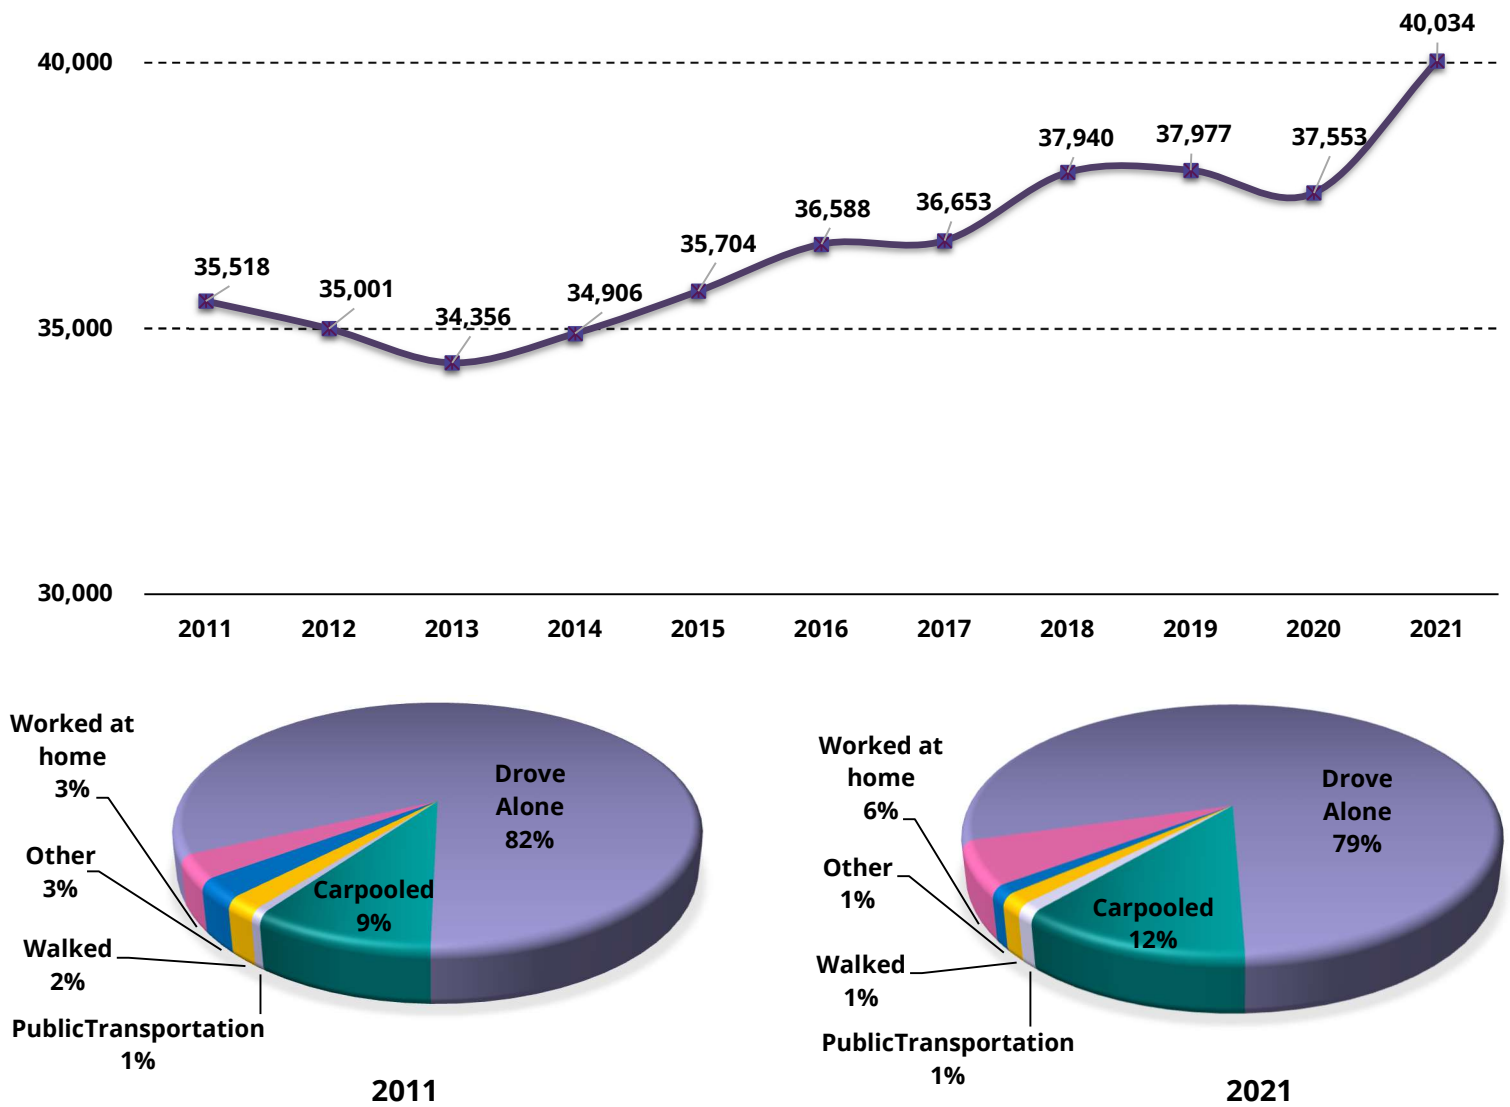 40,034
40,000
37,940
37,977
37,553
36,588
36,653
35,704
35,518
35,001
34,906
34,356
35,000
30,000
2011
2012
2013
2014
2015
2016
2017
2018
2019
2020
2021
Worked at
home
3%
Other
3%
Walked
2%
PublicTransportation
1%
Carpooled
9%
Drove
Alone
82%
2011
Worked at
home
6%
Other
1%
Walked
1%
PublicTransportation
1%
Carpooled
12%
Drove
Alone
79%
2021